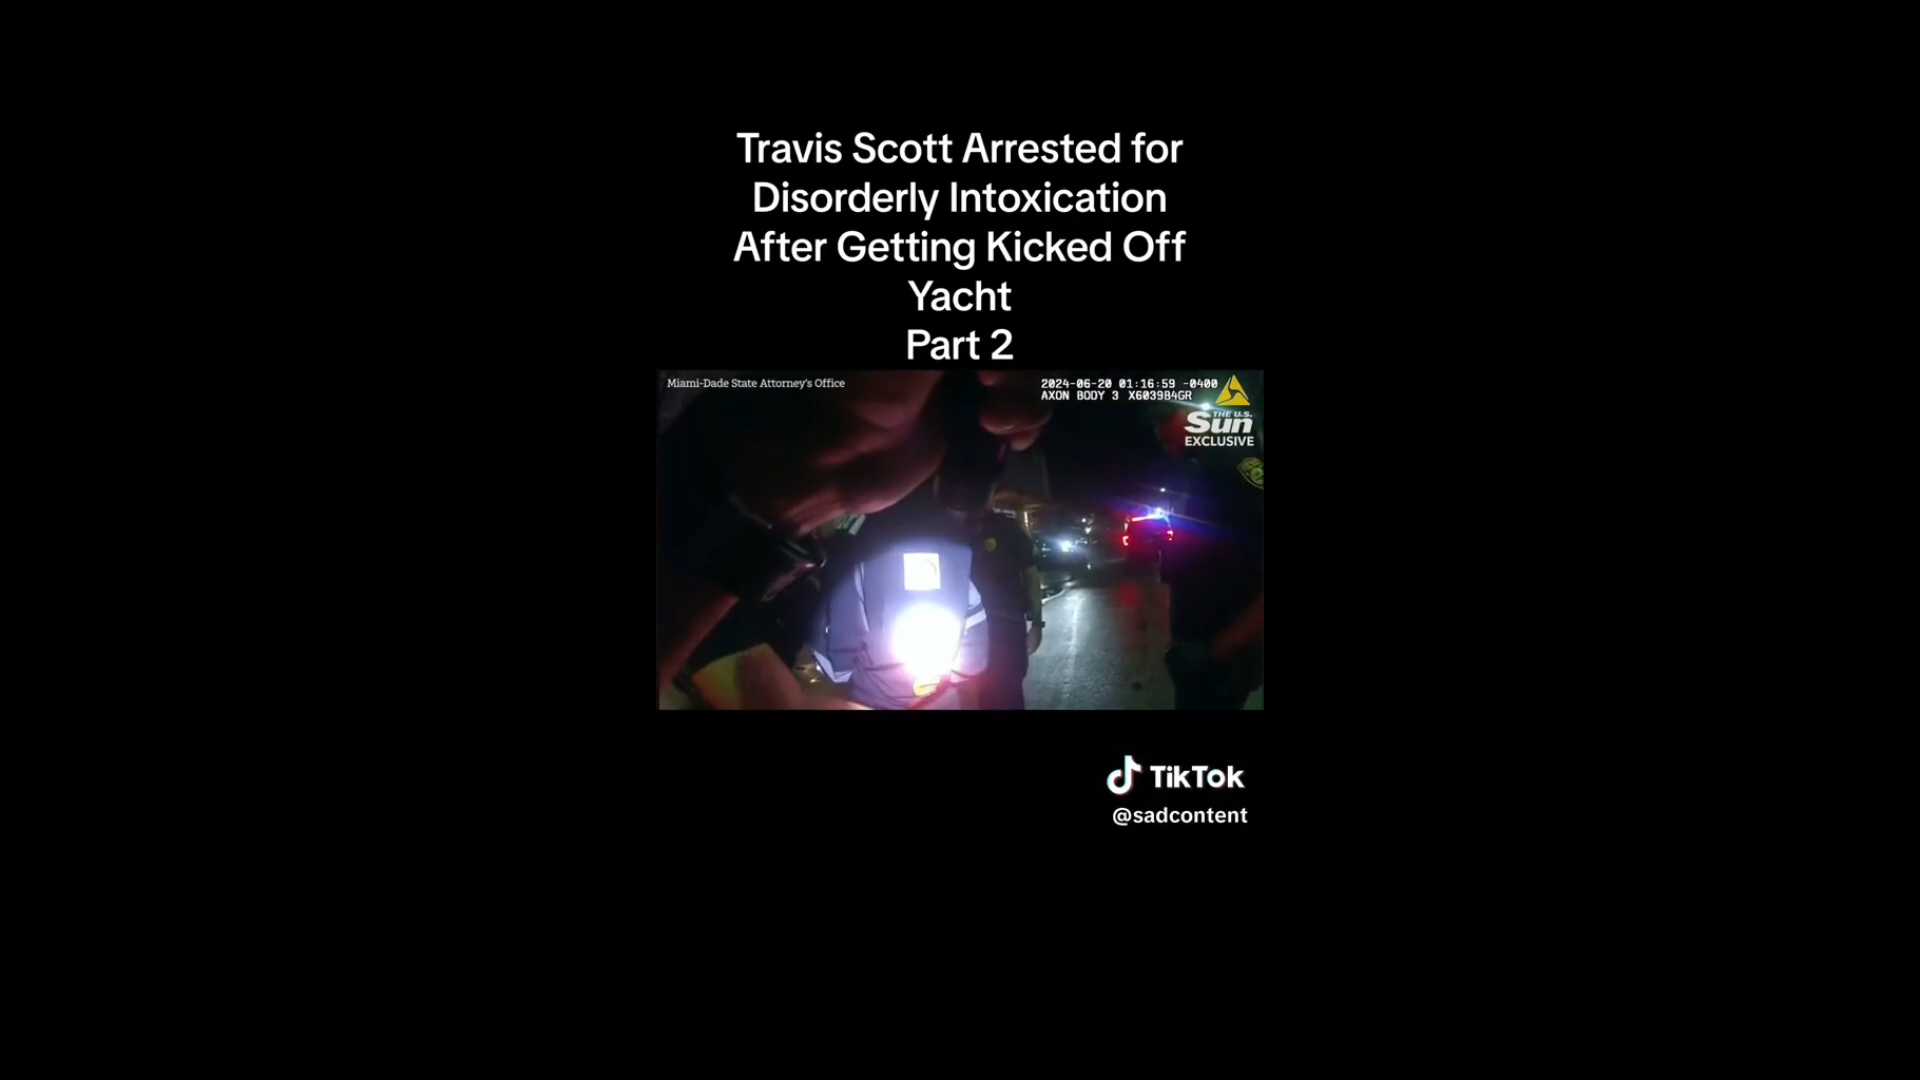 Travis Scott Arrested for
Disorderly Intoxication
After Getting Kicked Off
Yacht
Part 2
Miami-Dade State Attorney's Office
2024-06-20 01:16:59 -0400
AXON BODY 3 X6039B4GR
THE U.S.
Sun
EXCLUSIVE
TikTok
@sadcontent